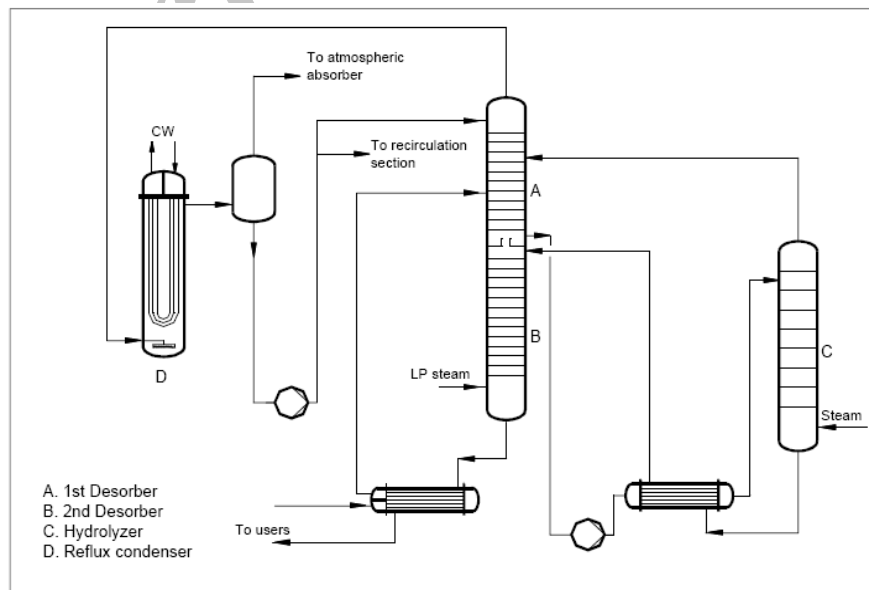 To atmospheric
absorber
CW
To recirculation
section
A
B
C
D
LP steam
Steam
To users
A. 1st Desorber
B. 2nd Desorber
C. Hydrolyzer
D. Reflux condenser